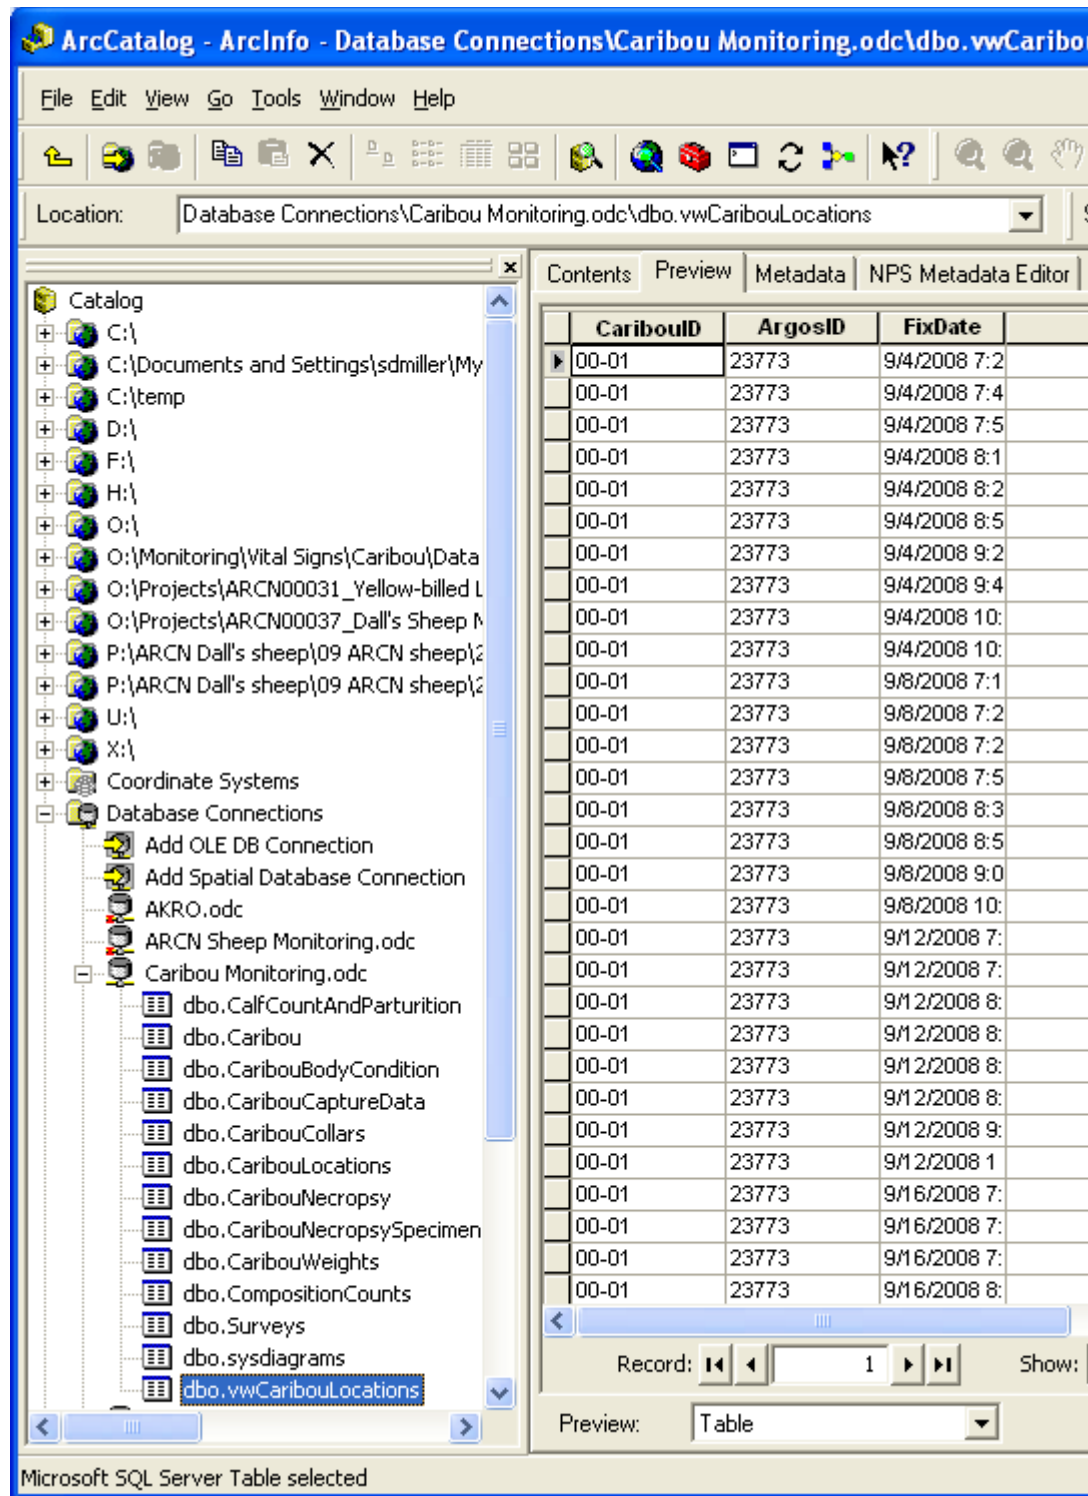 ArcCatalog - ArcInfo - Database Connections\Caribou Monitoring.odc\dbo.vwCaribo
File Edit View Go Tools Window Help
Location: Database Connections\Caribou Monitoring.odc\dbo.vwCaribouLocations
Catalog
C:\
C:\Documents and Settings\sdmiller\My
C:\temp
D:\
F:\
H:\
O:\
O:\Monitoring\Vital Signs\Caribou\Data
O:\Projects\ARCN00031_Yellow-billed L
O:\Projects\ARCN00037_Dall's Sheep M
P:\ARCN Dall's sheep\09 ARCN sheep\2
P:\ARCN Dall's sheep\09 ARCN sheep\2
U:\
X:\
Coordinate Systems
Database Connections
Add OLE DB Connection
Add Spatial Database Connection
AKRO.odc
ARCN Sheep Monitoring.odc
Caribou Monitoring.odc
dbo.CalfCountAndParturition
dbo.Caribou
dbo.CaribouBodyCondition
dbo.CaribouCaptureData
dbo.CaribouCollars
dbo.CaribouLocations
dbo.CaribouNecropsy
dbo.CaribouNecropsySpecimen
dbo.CaribouWeights
dbo.CompositionCounts
dbo.Surveys
dbo.sysdiagrams
dbo.vwCaribouLocations
Contents Preview Metadata NPS Metadata Editor
CaribouID ArgosID FixDate
00-01 23773 9/4/2008 7:2
00-01 23773 9/4/2008 7:4
00-01 23773 9/4/2008 7:5
00-01 23773 9/4/2008 8:1
00-01 23773 9/4/2008 8:2
00-01 23773 9/4/2008 8:5
00-01 23773 9/4/2008 9:2
00-01 23773 9/4/2008 9:4
00-01 23773 9/4/2008 10:
00-01 23773 9/4/2008 10:
00-01 23773 9/8/2008 7:1
00-01 23773 9/8/2008 7:2
00-01 23773 9/8/2008 7:2
00-01 23773 9/8/2008 7:5
00-01 23773 9/8/2008 8:3
00-01 23773 9/8/2008 8:5
00-01 23773 9/8/2008 9:0
00-01 23773 9/8/2008 10:
00-01 23773 9/12/2008 7:
00-01 23773 9/12/2008 7:
00-01 23773 9/12/2008 8:
00-01 23773 9/12/2008 8:
00-01 23773 9/12/2008 8:
00-01 23773 9/12/2008 8:
00-01 23773 9/12/2008 9:
00-01 23773 9/12/2008 1
00-01 23773 9/16/2008 7:
00-01 23773 9/16/2008 7:
00-01 23773 9/16/2008 7:
00-01 23773 9/16/2008 8:
Record: 1 Show:
Preview: Table
Microsoft SQL Server Table selected